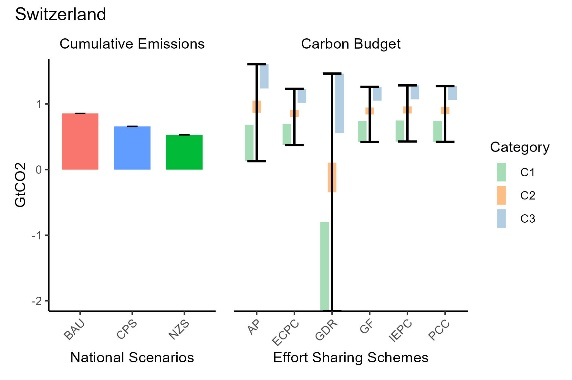 Switzerland
Cumulative Emissions
Carbon Budget
GtCO2
1
0
-1
-2
BAU
CPS
NZS
AP
ECPC
GDR
GF
IEPC
PCC
National Scenarios
Effort Sharing Schemes
Category
C1
C2
C3